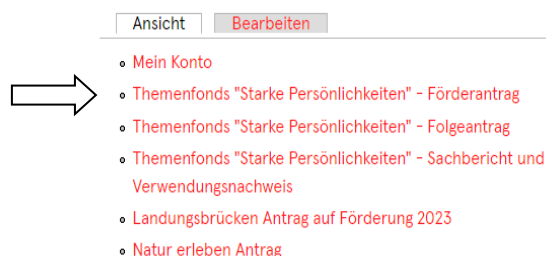 Ansicht Bearbeiten
Mein Konto
Themenfonds "Starke Persönlichkeiten" - Förderantrag
Themenfonds "Starke Persönlichkeiten" - Folgeantrag
Themenfonds "Starke Persönlichkeiten" - Sachbericht und
Verwendungsnachweis
Landungsbrücken Antrag auf Förderung 2023
Natur erleben Antrag